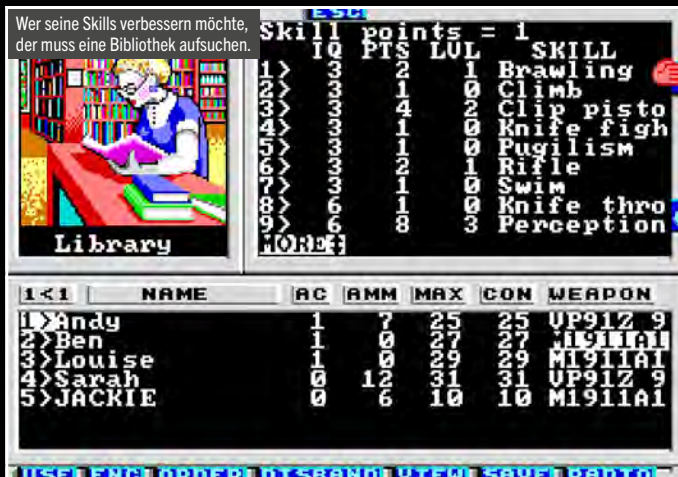 Wer seine Skills verbessern möchte,
der muss eine Bibliothek aufsuchen.
ESC
Library
Skill points = 1
IQ PTS LVL SKILL
1> 3 2 1 Brawling
2> 3 1 0 Climb
3> 3 4 2 Clip pisto
4> 3 1 0 Knife figh
5> 3 1 0 Pugilism
6> 3 2 1 Rifle
7> 3 1 0 Swim
8> 6 1 0 Knife thro
9> 6 8 3 Perception
MORE
1<1 NAME AC AMM MAX CON WEAPON
1>Andy 1 7 25 25 VP91Z 9
2>Ben 1 0 27 27 M1911A1
3>Louise 1 0 29 29 M1911A1
4>Sarah 0 12 31 31 VP91Z 9
5>JACKIE 0 6 10 10 M1911A1
USE ENC ORDER DISBAND VIEW SAVE RADIO